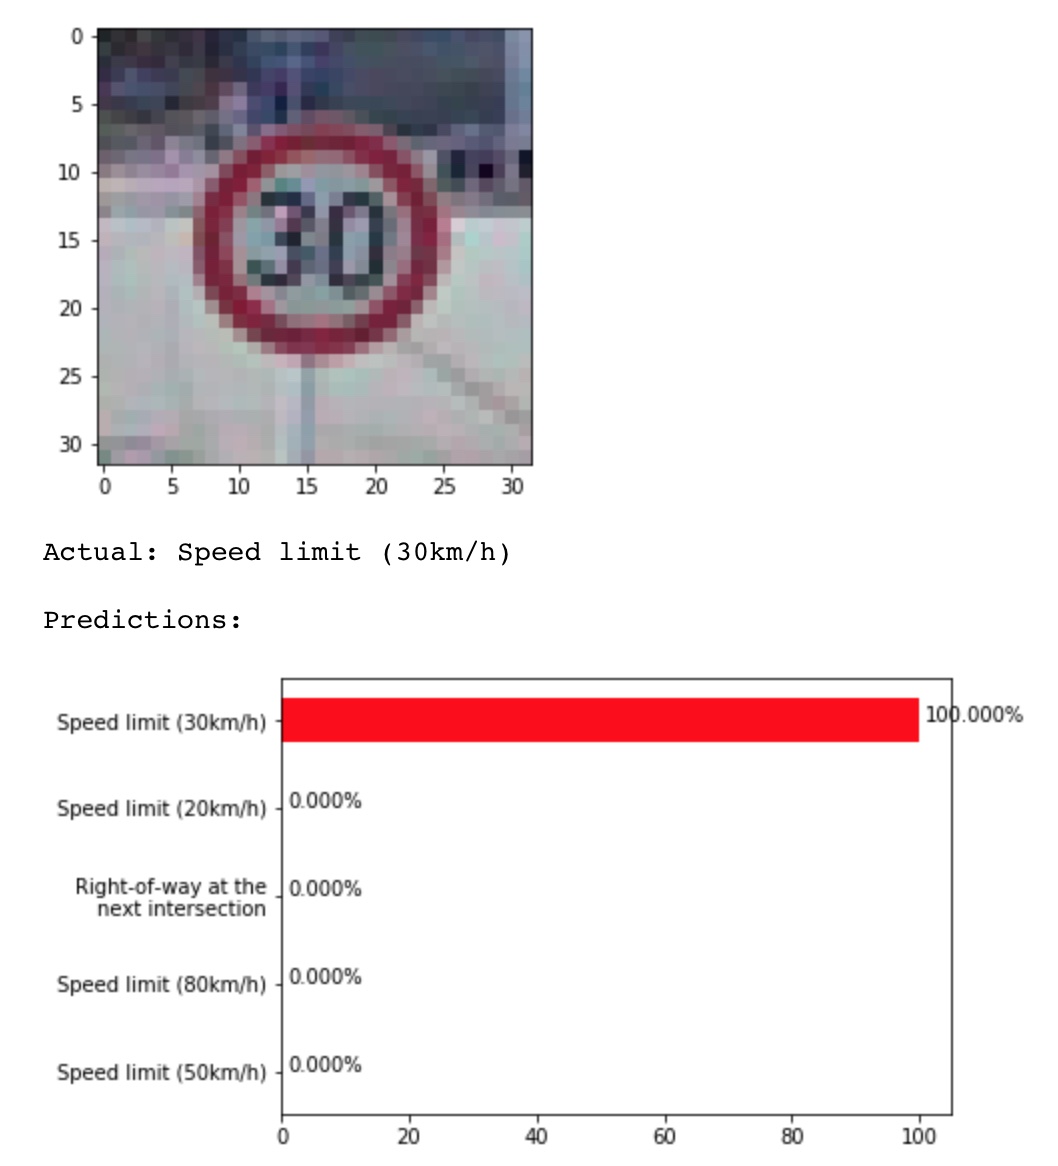 0
5
10
15
20
25
30
30
0 5 10 15 20 25 30
Actual: Speed limit (30km/h)
Predictions:
Speed limit (30km/h) 100.000%
Speed limit (20km/h) 0.000%
Right-of-way at the
next intersection 0.000%
Speed limit (80km/h) 0.000%
Speed limit (50km/h) 0.000%
0 20 40 60 80 100